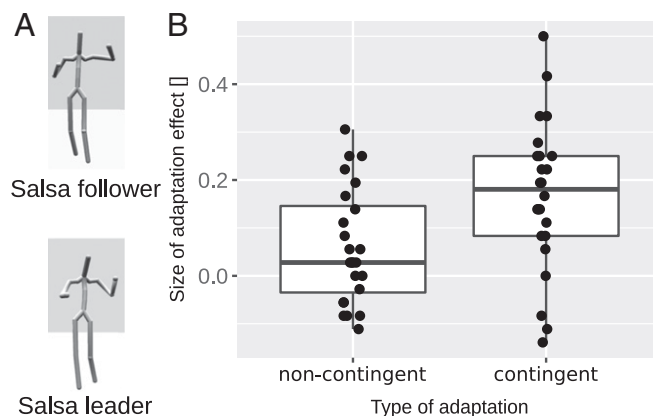 A
B
Salsa follower
Salsa leader
Size of adaptation effect []
0.4
0.2
0.0
non-contingent
contingent
Type of adaptation